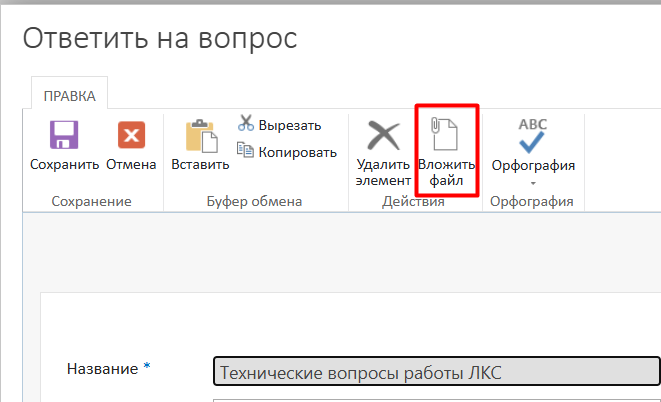 Ответить на вопрос
ПРАВКА
Сохранить
Отмена
Сохранение
Вставить
Вырезать
Копировать
Буфер обмена
Удалить
элемент
Вложить
файл
Действия
ABC
Орфография
Орфография
Название *
Технические вопросы работы ЛКС